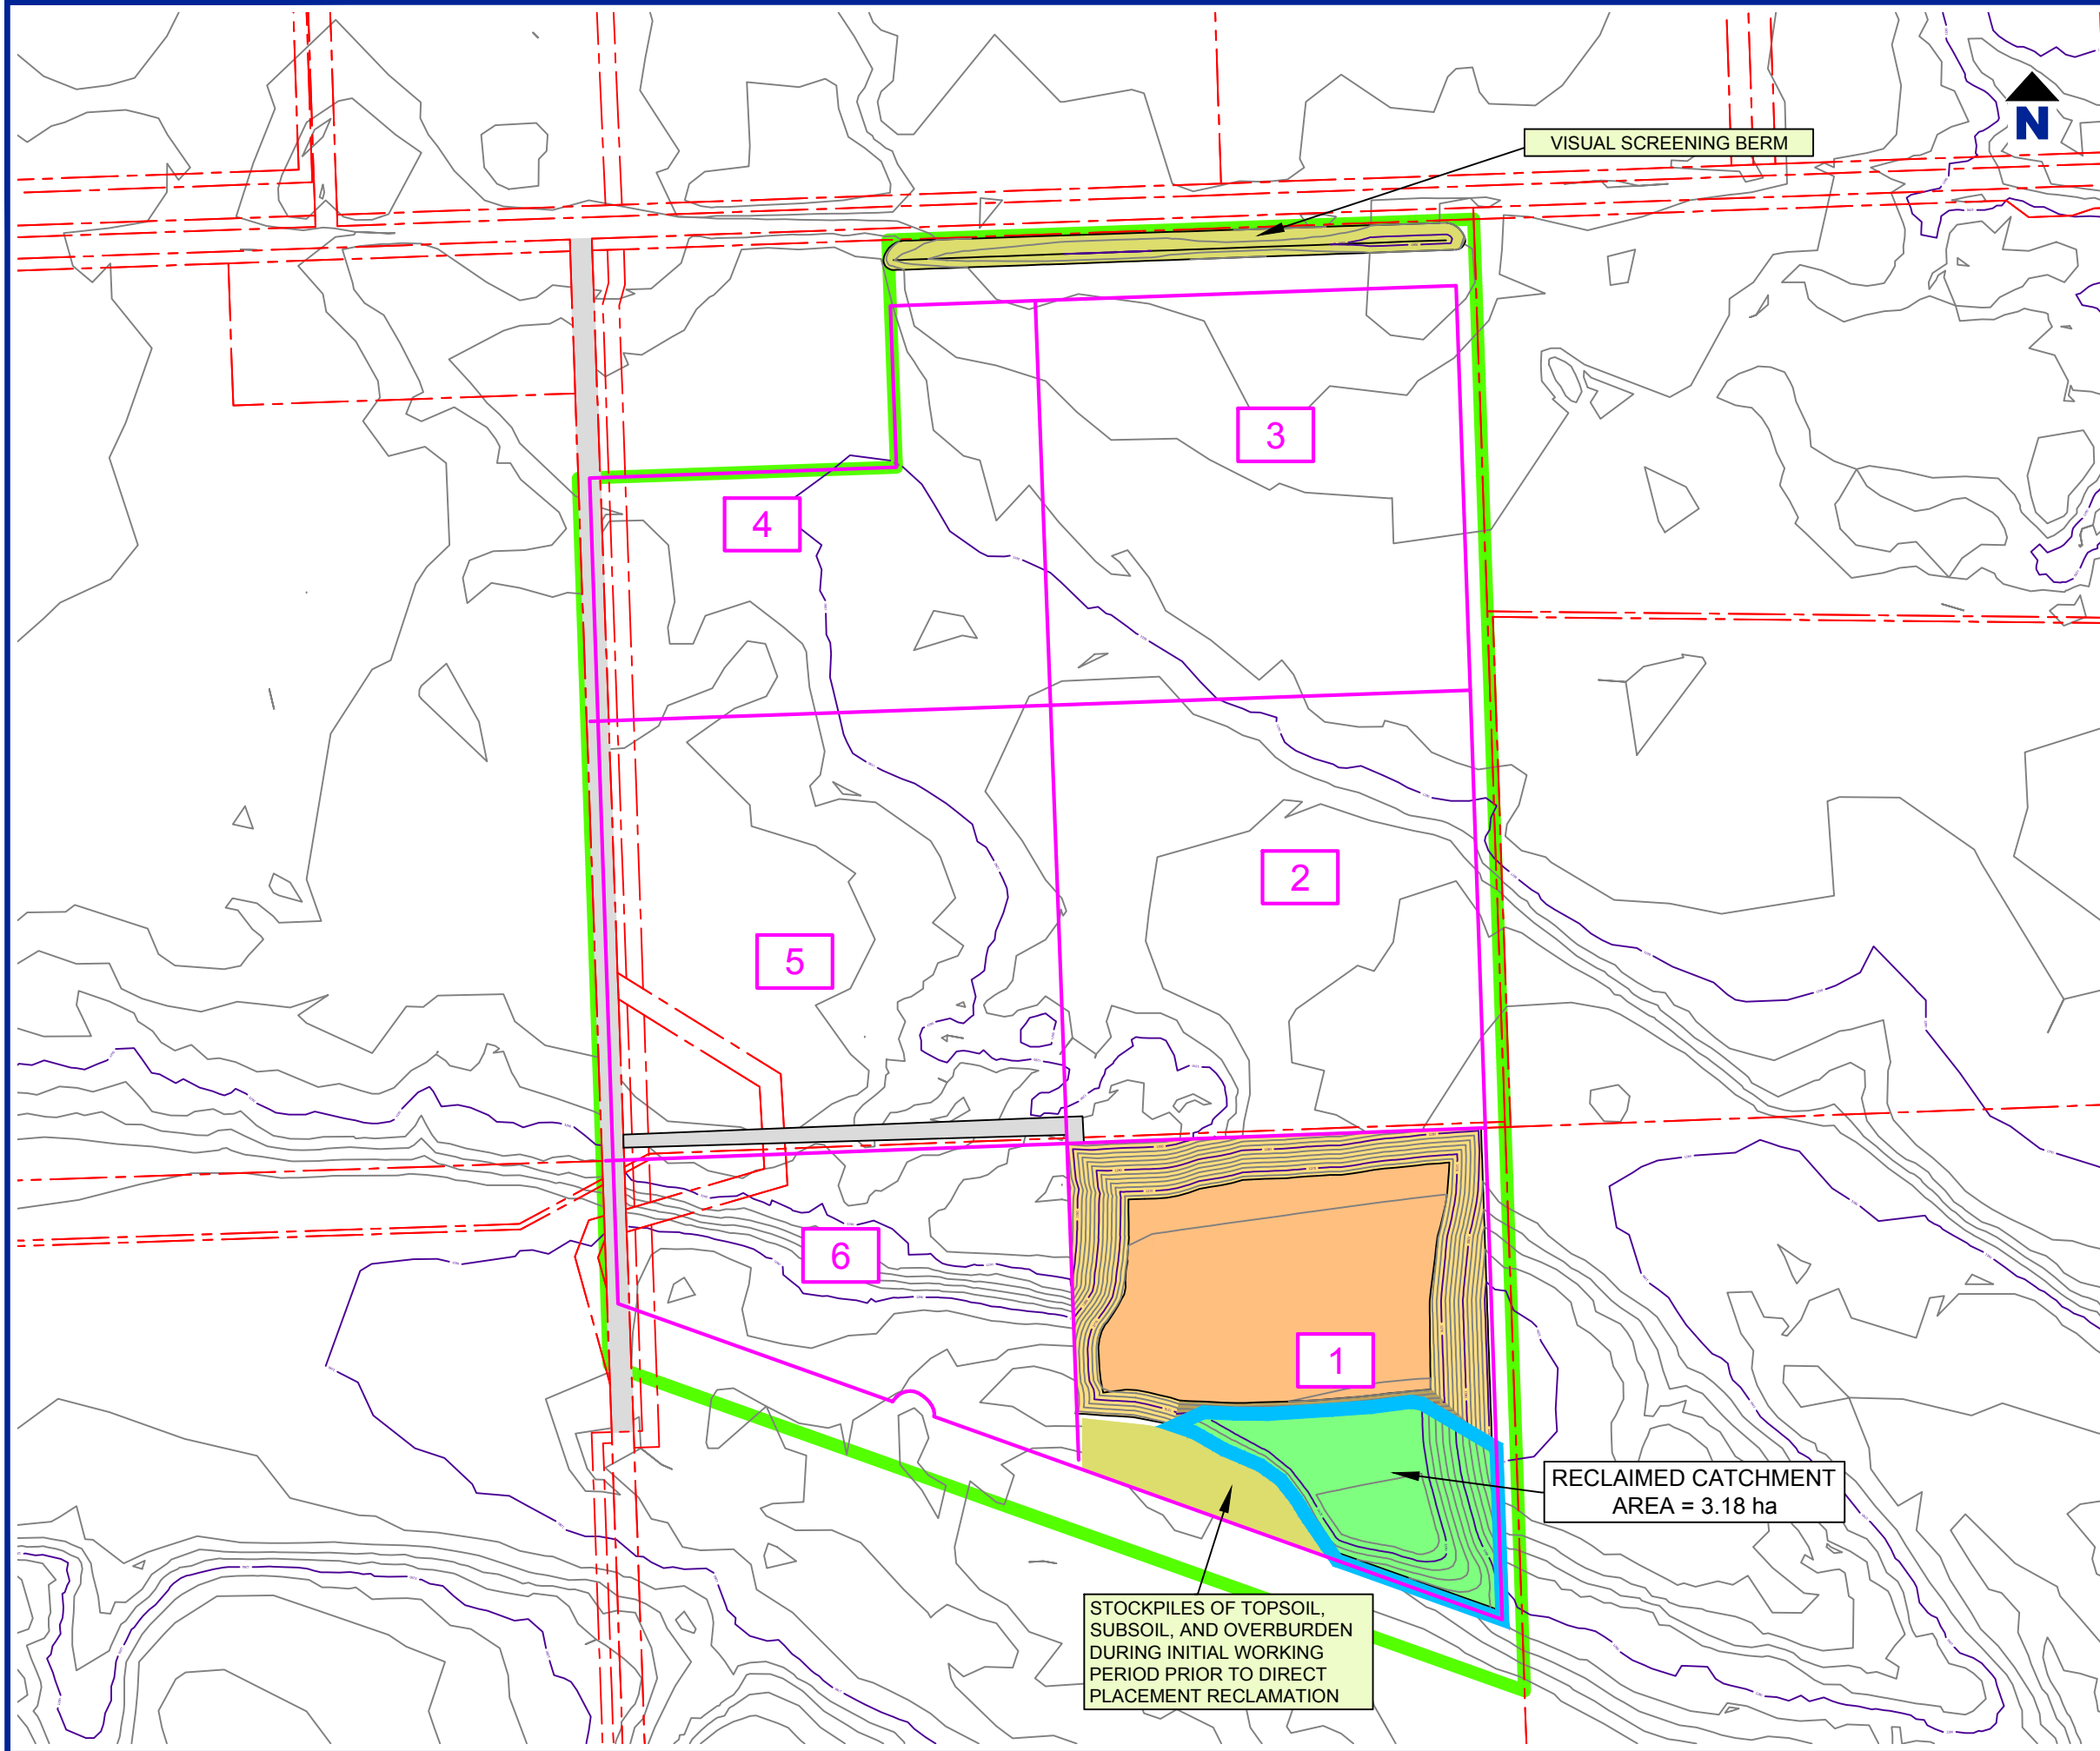 N
VISUAL SCREENING BERM
3
4
2
5
6
1
RECLAIMED CATCHMENT
AREA = 3.18 ha
STOCKPILES OF TOPSOIL,
SUBSOIL, AND OVERBURDEN
DURING INITIAL WORKING
PERIOD PRIOR TO DIRECT
PLACEMENT RECLAMATION